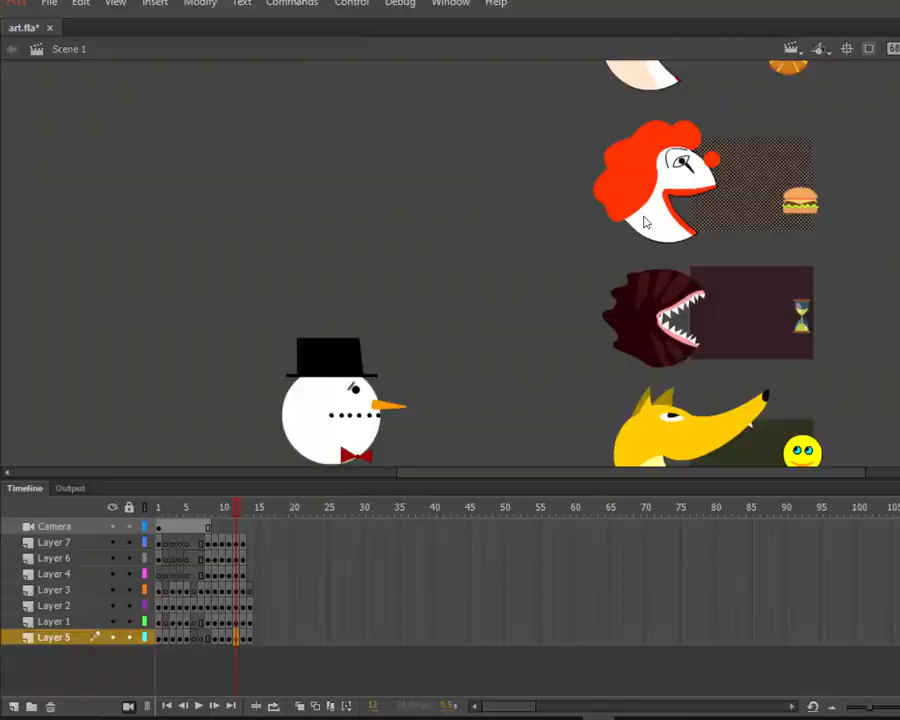 File Edit View Insert Modify Text Commands Control Debug Window Help
art.fla* ×
Scene 1
Timeline Output
1 5 10 15 20 25 30 35 40 45 50 55 60 65 70 75 80 85 90 95 100 105
Camera
Layer 7
Layer 6
Layer 4
Layer 3
Layer 2
Layer 1
Layer 5
12